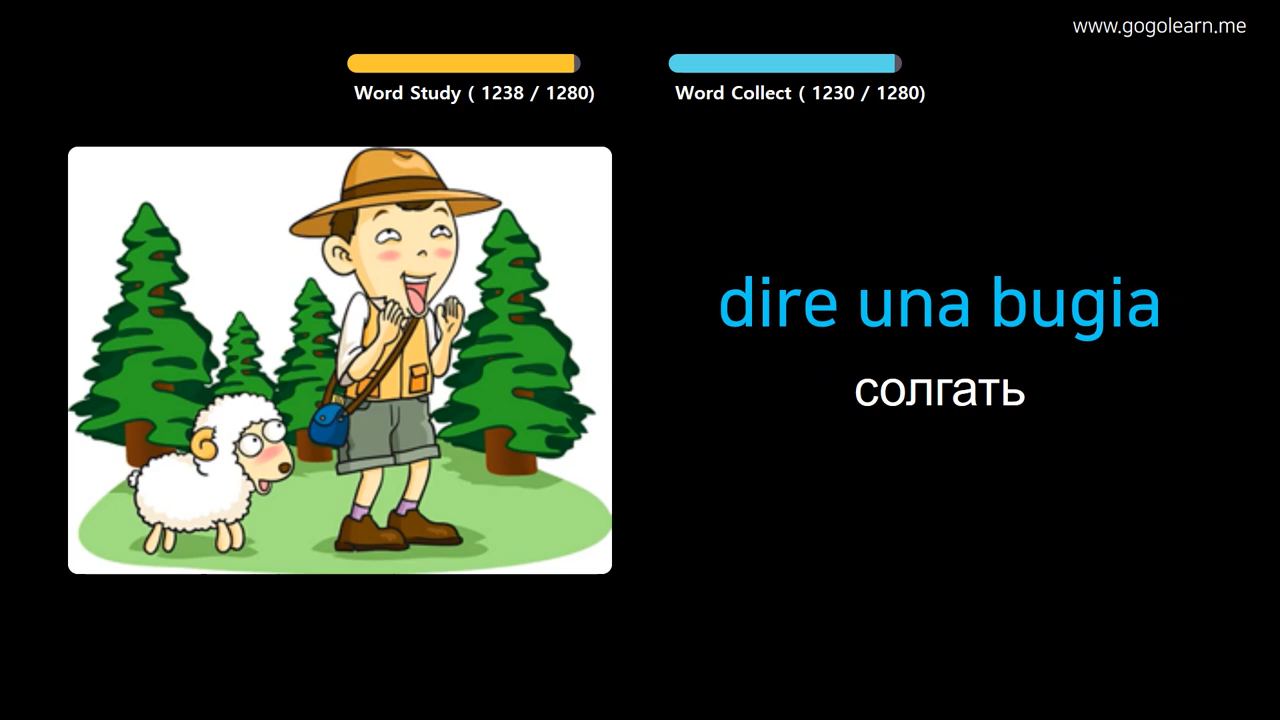 www.gogolearn.me
Word Study ( 1238 / 1280)
Word Collect ( 1230 / 1280)
dire una bugia
солгать